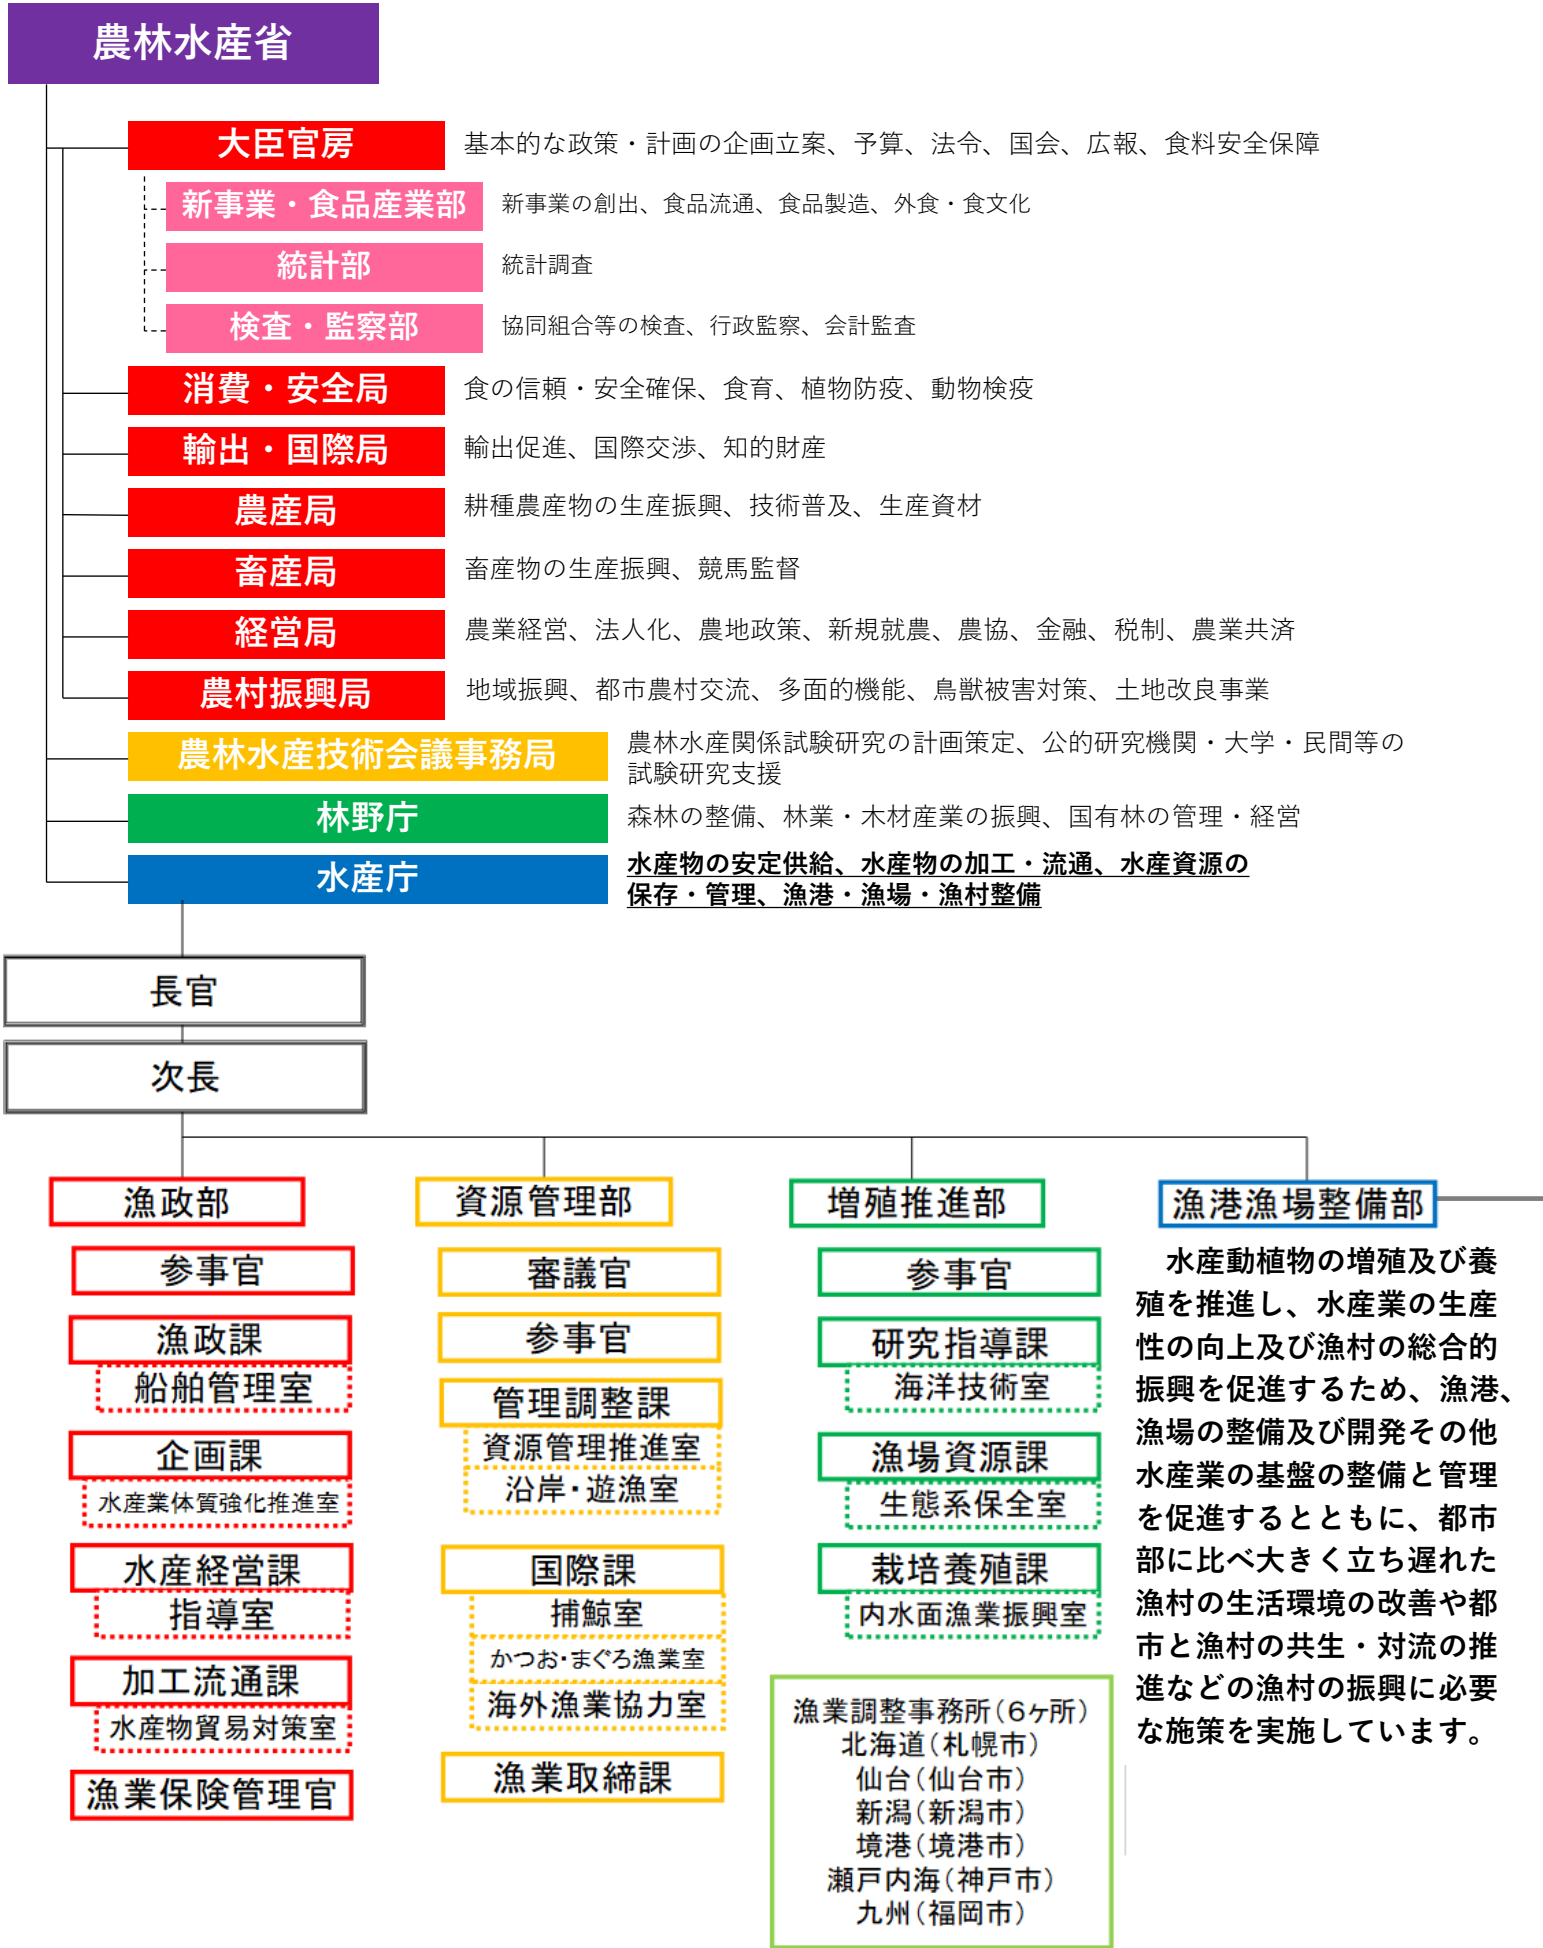 農林水産省
大臣官房
基本的な政策・計画の企画立案、予算、法令、国会、広報、食料安全保障
新事業・食品産業部
新事業の創出、食品流通、食品製造、外食・食文化
統計部
統計調査
検査・監察部
協同組合等の検査、行政監察、会計監査
消費・安全局
食の信頼・安全確保、食育、植物防疫、動物検疫
輸出・国際局
輸出促進、国際交渉、知的財産
農産局
耕種農産物の生産振興、技術普及、生産資材
畜産局
畜産物の生産振興、競馬監督
経営局
農業経営、法人化、農地政策、新規就農、農協、金融、税制、農業共済
農村振興局
地域振興、都市農村交流、多面的機能、鳥獣被害対策、土地改良事業
農林水産技術会議事務局
農林水産関係試験研究の計画策定、公的研究機関・大学・民間等の
試験研究支援
林野庁
森林の整備、林業・木材産業の振興、国有林の管理・経営
水産庁
水産物の安定供給、水産物の加工・流通、水産資源の
保存・管理、漁港・漁場・漁村整備
長官
次長
漁政部
参事官
漁政課
船舶管理室
企画課
水産業体質強化推進室
水産経営課
指導室
加工流通課
水産物貿易対策室
漁業保険管理官
資源管理部
審議官
参事官
管理調整課
資源管理推進室
沿岸・遊漁室
国際課
捕鯨室
かつお・まぐろ漁業室
海外漁業協力室
漁業取締課
増殖推進部
参事官
研究指導課
海洋技術室
漁場資源課
生態系保全室
栽培養殖課
内水面漁業振興室
漁業調整事務所(6ヶ所)
北海道(札幌市)
仙台(仙台市)
新潟(新潟市)
境港(境港市)
瀬戸内海(神戸市)
九州(福岡市)
漁港漁場整備部
水産動植物の増殖及び養
殖を推進し、水産業の生産
性の向上及び漁村の総合的
振興を促進するため、漁港、
漁場の整備及び開発その他
水産業の基盤の整備と管理
を促進するとともに、都市
部に比べ大きく立ち遅れた
漁村の生活環境の改善や都
市と漁村の共生・対流の推
進などの漁村の振興に必要
な施策を実施しています。